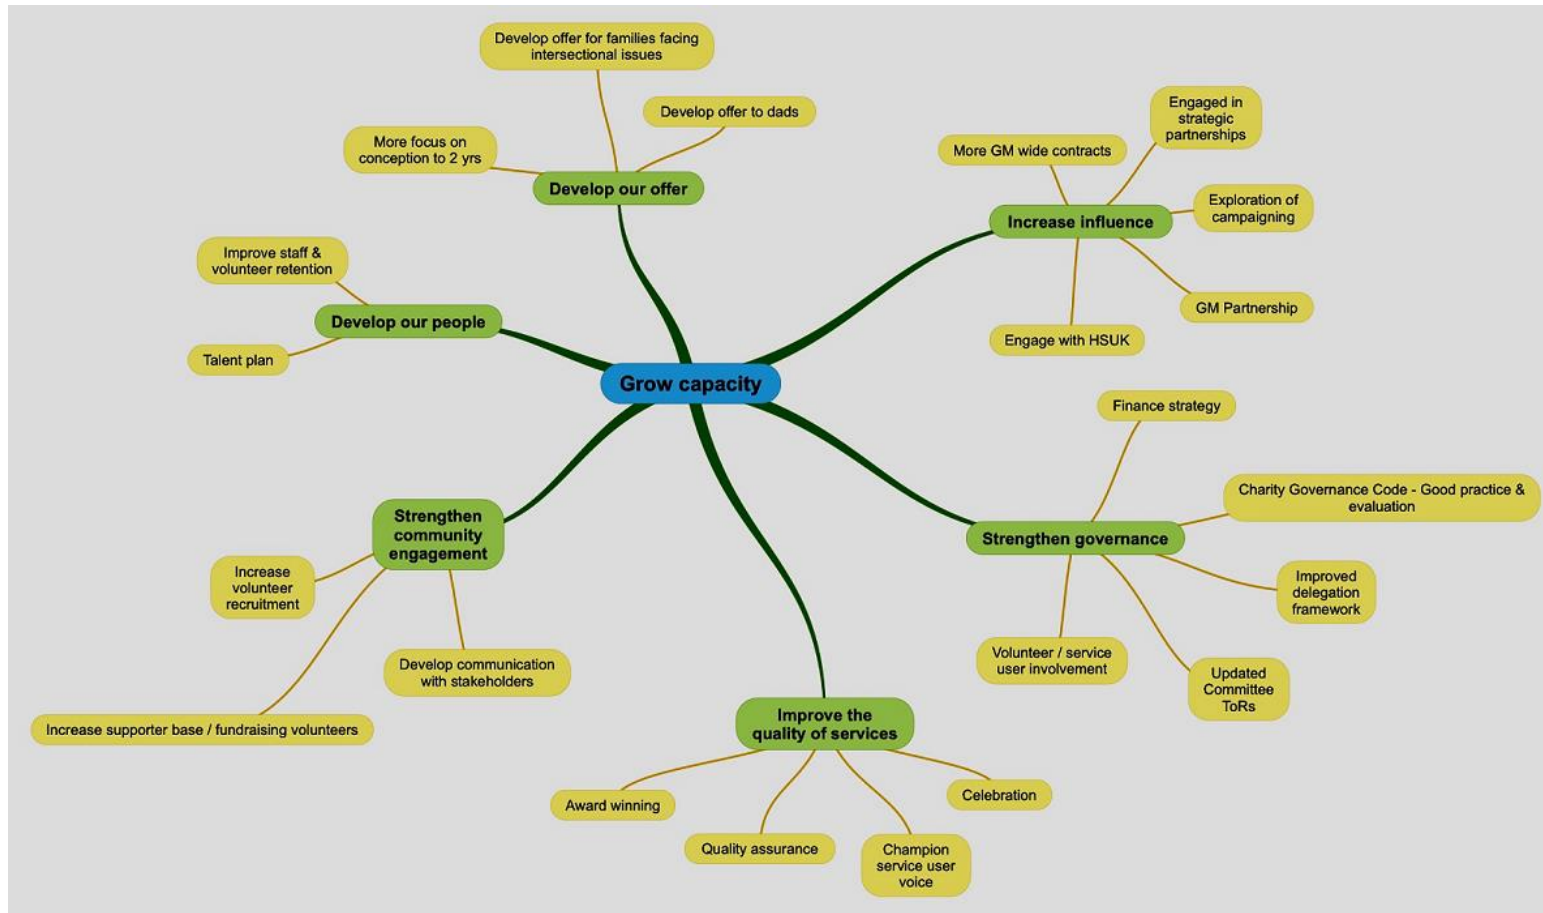 Develop offer for families facing
intersectional issues
Develop offer to dads
More focus on
conception to 2 yrs
Develop our offer
Improve staff &
volunteer retention
Develop our people
Talent plan
Grow capacity
Engaged in
strategic
partnerships
More GM wide contracts
Exploration of
campaigning
Increase influence
GM Partnership
Engage with HSUK
Finance strategy
Charity Governance Code - Good practice &
evaluation
Strengthen governance
Improved
delegation
framework
Volunteer / service
user involvement
Updated
Committee
ToRs
Strengthen
community
engagement
Increase
volunteer
recruitment
Develop communication
with stakeholders
Increase supporter base / fundraising volunteers
Improve the
quality of services
Award winning
Quality assurance
Champion
service user
voice
Celebration